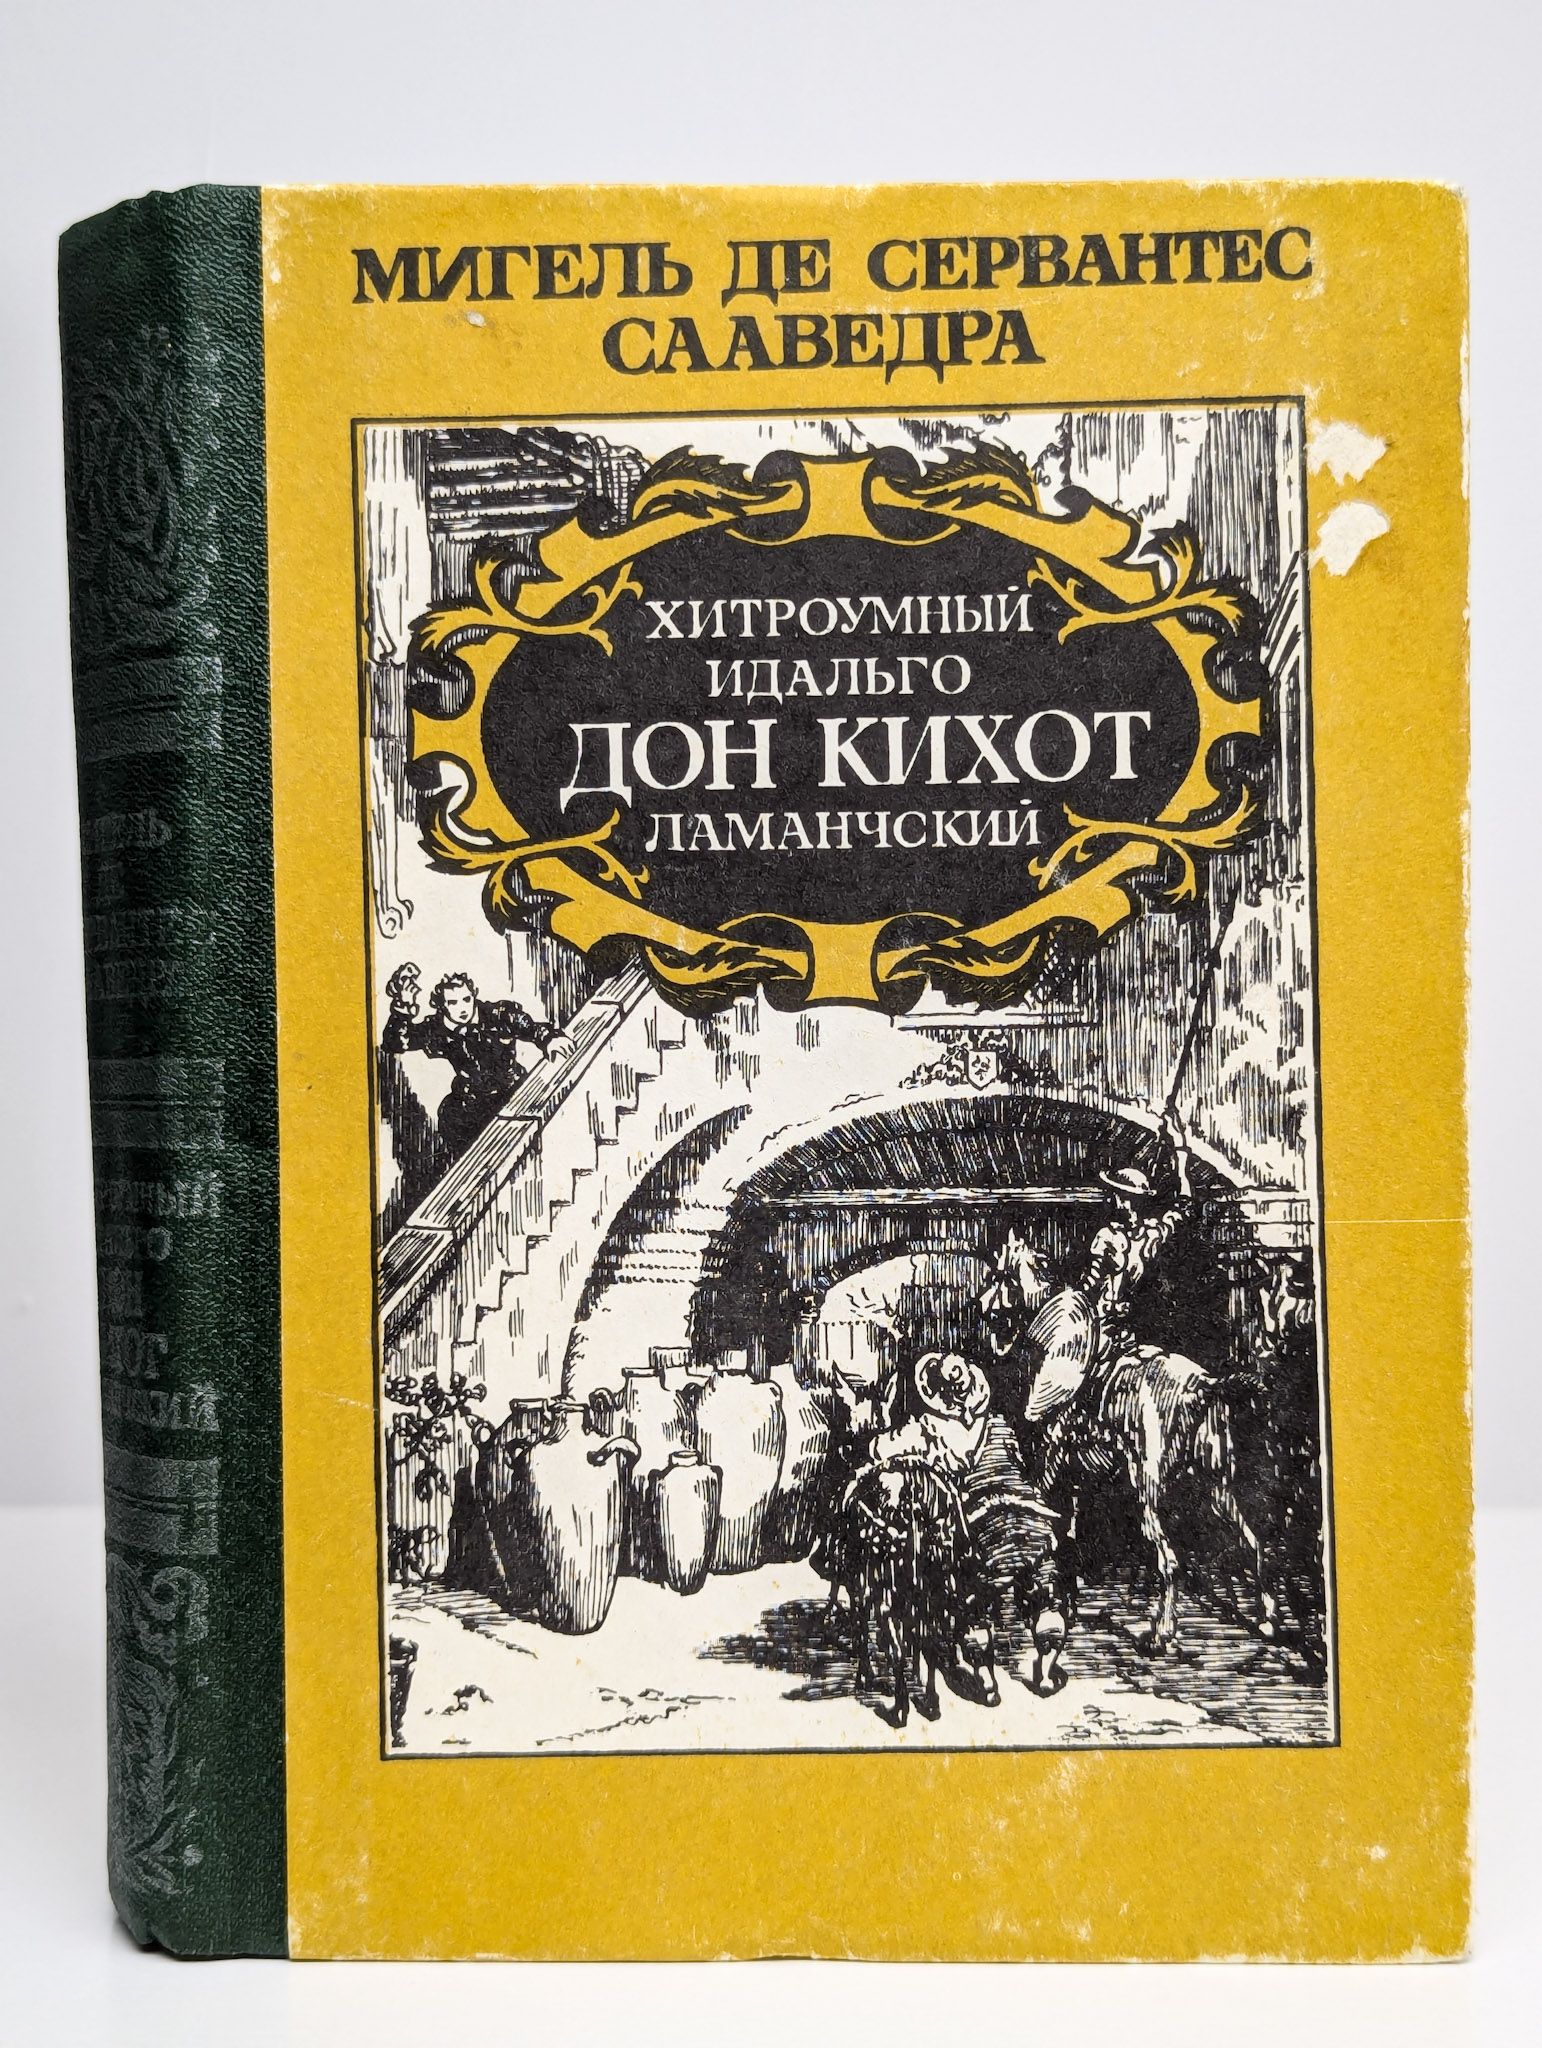 МИГЕЛЬ ДЕ СЕРВАНТЕС
СААВЕДРА
ХИТРОУМНЫЙ
ИДАЛЬГО
ДОН КИХОТ
ЛАМАНЧСКИЙ